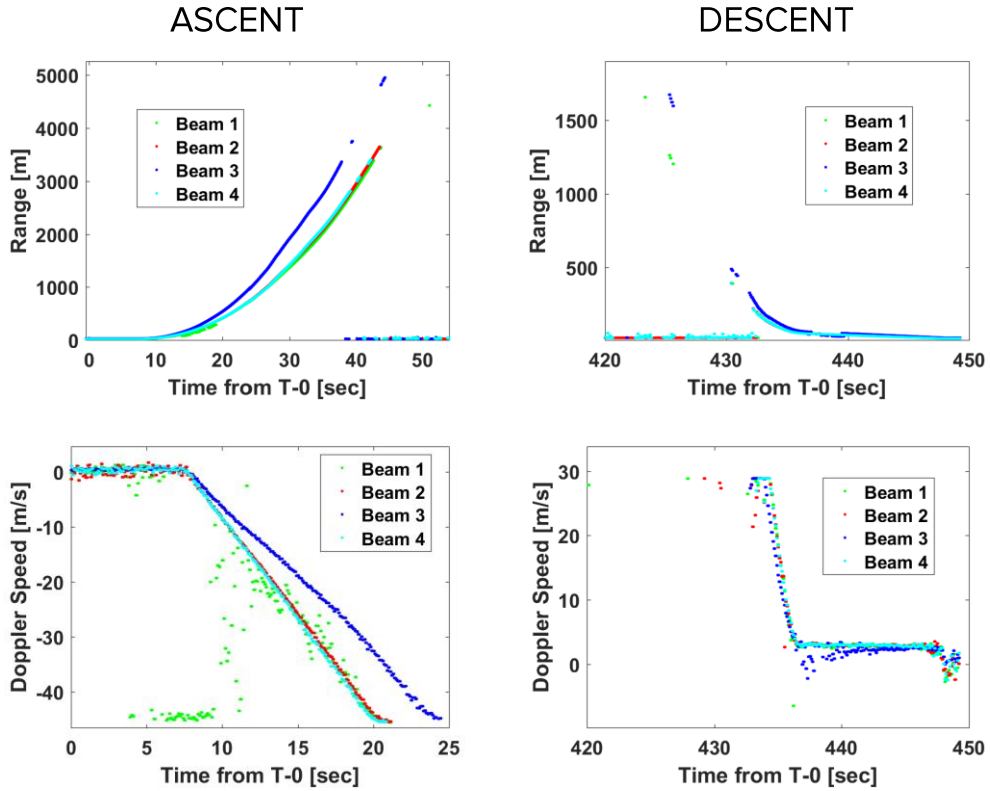 ASCENT
DESCENT
5000
4000
3000
2000
1000
0
Range [m]
Beam 1
Beam 2
Beam 3
Beam 4
0 10 20 30 40 50
Time from T-0 [sec]
1500
1000
500
Range [m]
Beam 1
Beam 2
Beam 3
Beam 4
420 430 440 450
Time from T-0 [sec]
0
-10
-20
-30
-40
Doppler Speed [m/s]
Beam 1
Beam 2
Beam 3
Beam 4
0 5 10 15 20 25
Time from T-0 [sec]
30
20
10
0
Doppler Speed [m/s]
Beam 1
Beam 2
Beam 3
Beam 4
420 430 440 450
Time from T-0 [sec]